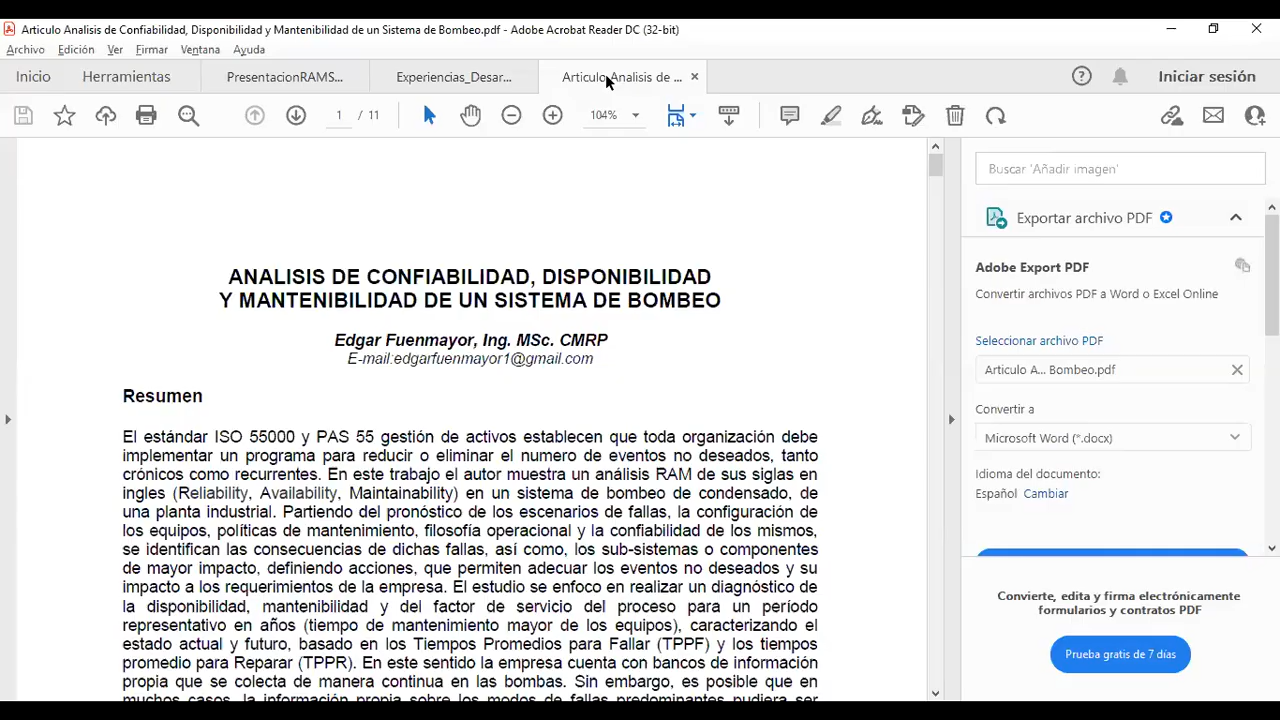 Articulo Analisis de Confiabilidad, Disponibilidad y Mantenibilidad de un Sistema de Bombeo.pdf - Adobe Acrobat Reader DC (32-bit)
Archivo Edición Ver Firmar Ventana Ayuda
Inicio Herramientas PresentacionRAMS... Experiencias_Desar... Articulo Analisis de ... Iniciar sesión
1 / 11 104%
ANALISIS DE CONFIABILIDAD, DISPONIBILIDAD
Y MANTENIBILIDAD DE UN SISTEMA DE BOMBEO
Edgar Fuenmayor, Ing. MSc. CMRP
E-mail:edgarfuenmayor1@gmail.com
Resumen
El estándar ISO 55000 y PAS 55 gestión de activos establecen que toda organización debe
implementar un programa para reducir o eliminar el numero de eventos no deseados, tanto
crónicos como recurrentes. En este trabajo el autor muestra un análisis RAM de sus siglas en
ingles (Reliability, Availability, Maintainability) en un sistema de bombeo de condensado, de
una planta industrial. Partiendo del pronóstico de los escenarios de fallas, la configuración de
los equipos, políticas de mantenimiento, filosofía operacional y la confiabilidad de los mismos,
se identifican las consecuencias de dichas fallas, así como, los sub-sistemas o componentes
de mayor impacto, definiendo acciones, que permiten adecuar los eventos no deseados y su
impacto a los requerimientos de la empresa. El estudio se enfoco en realizar un diagnóstico de
la disponibilidad, mantenibilidad y del factor de servicio del proceso para un período
representativo en años (tiempo de mantenimiento mayor de los equipos), caracterizando el
estado actual y futuro, basado en los Tiempos Promedios para Fallar (TPPF) y los tiempos
promedio para Reparar (TPPR). En este sentido la empresa cuenta con bancos de información
propia que se colecta de manera continua en las bombas. Sin embargo, es posible que en
muchos casos, la información propia sobre los modos de fallas predominantes pudiera ser
Buscar 'Añadir imagen'
Exportar archivo PDF
Adobe Export PDF
Convertir archivos PDF a Word o Excel Online
Seleccionar archivo PDF
Articulo A... Bombeo.pdf
Convertir a
Microsoft Word (*.docx)
Idioma del documento:
Español Cambiar
Convierte, edita y firma electrónicamente
formularios y contratos PDF
Prueba gratis de 7 días